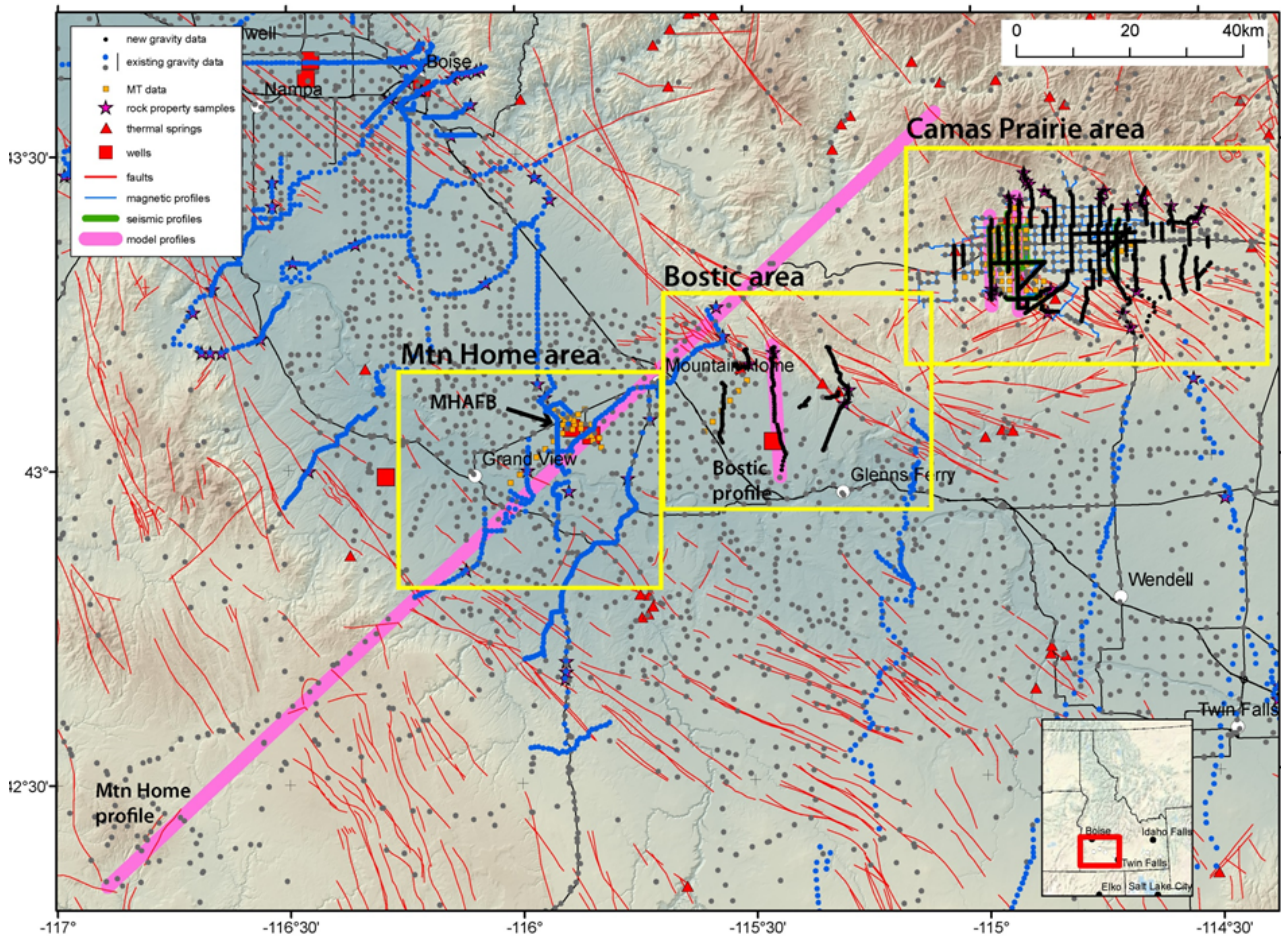 new gravity data
existing gravity data
MT data
rock property samples
thermal springs
wells
faults
magnetic profiles
seismic profiles
model profiles
well
Nampa
Boise
0 20 40km
Camas Prairie area
Bostic area
Mtn Home area
MHAFB
Mountain Home
Grand View
Bostic
profile
Glenns Ferry
Wendell
Twin Falls
Mtn Home
profile
Boise
Idaho Falls
Twin Falls
Elko
Salt Lake City
43°30'
43°
42°30'
-117°
-116°30'
-116°
-115°30'
-115°
-114°30'